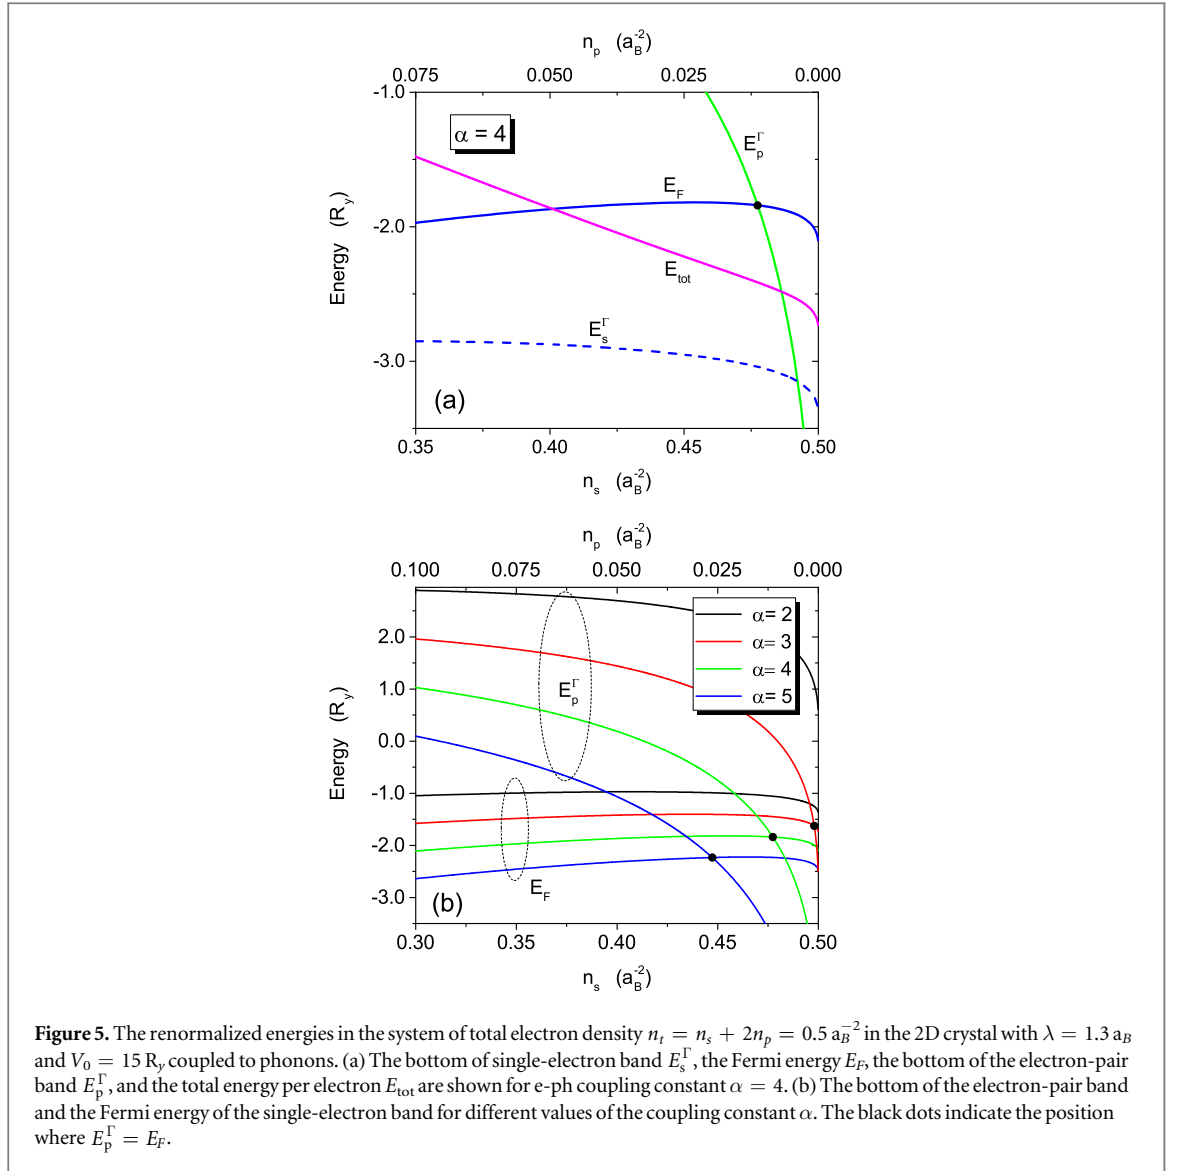 n_p (a_B^-2)
0.075 0.050 0.025 0.000
-1.0
α = 4
E_p^Γ
E_F
-2.0
Energy (R_y)
E_tot
E_s^Γ
-3.0
(a)
0.35 0.40 0.45 0.50
n_s (a_B^-2)
n_p (a_B^-2)
0.100 0.075 0.050 0.025 0.000
α= 2
2.0
α= 3
α= 4
1.0
E_p^Γ
α= 5
0.0
Energy (R_y)
-1.0
-2.0
E_F
-3.0
(b)
0.30 0.35 0.40 0.45 0.50
n_s (a_B^-2)
Figure 5. The renormalized energies in the system of total electron density n_t = n_s + 2n_p = 0.5 a_B^−2 in the 2D crystal with λ = 1.3 a_B
and V_0 = 15 R_y coupled to phonons. (a) The bottom of single-electron band E_s^Γ, the Fermi energy E_F, the bottom of the electron-pair
band E_p^Γ, and the total energy per electron E_tot are shown for e-ph coupling constant α = 4. (b) The bottom of the electron-pair band
and the Fermi energy of the single-electron band for different values of the coupling constant α. The black dots indicate the position
where E_p^Γ = E_F.